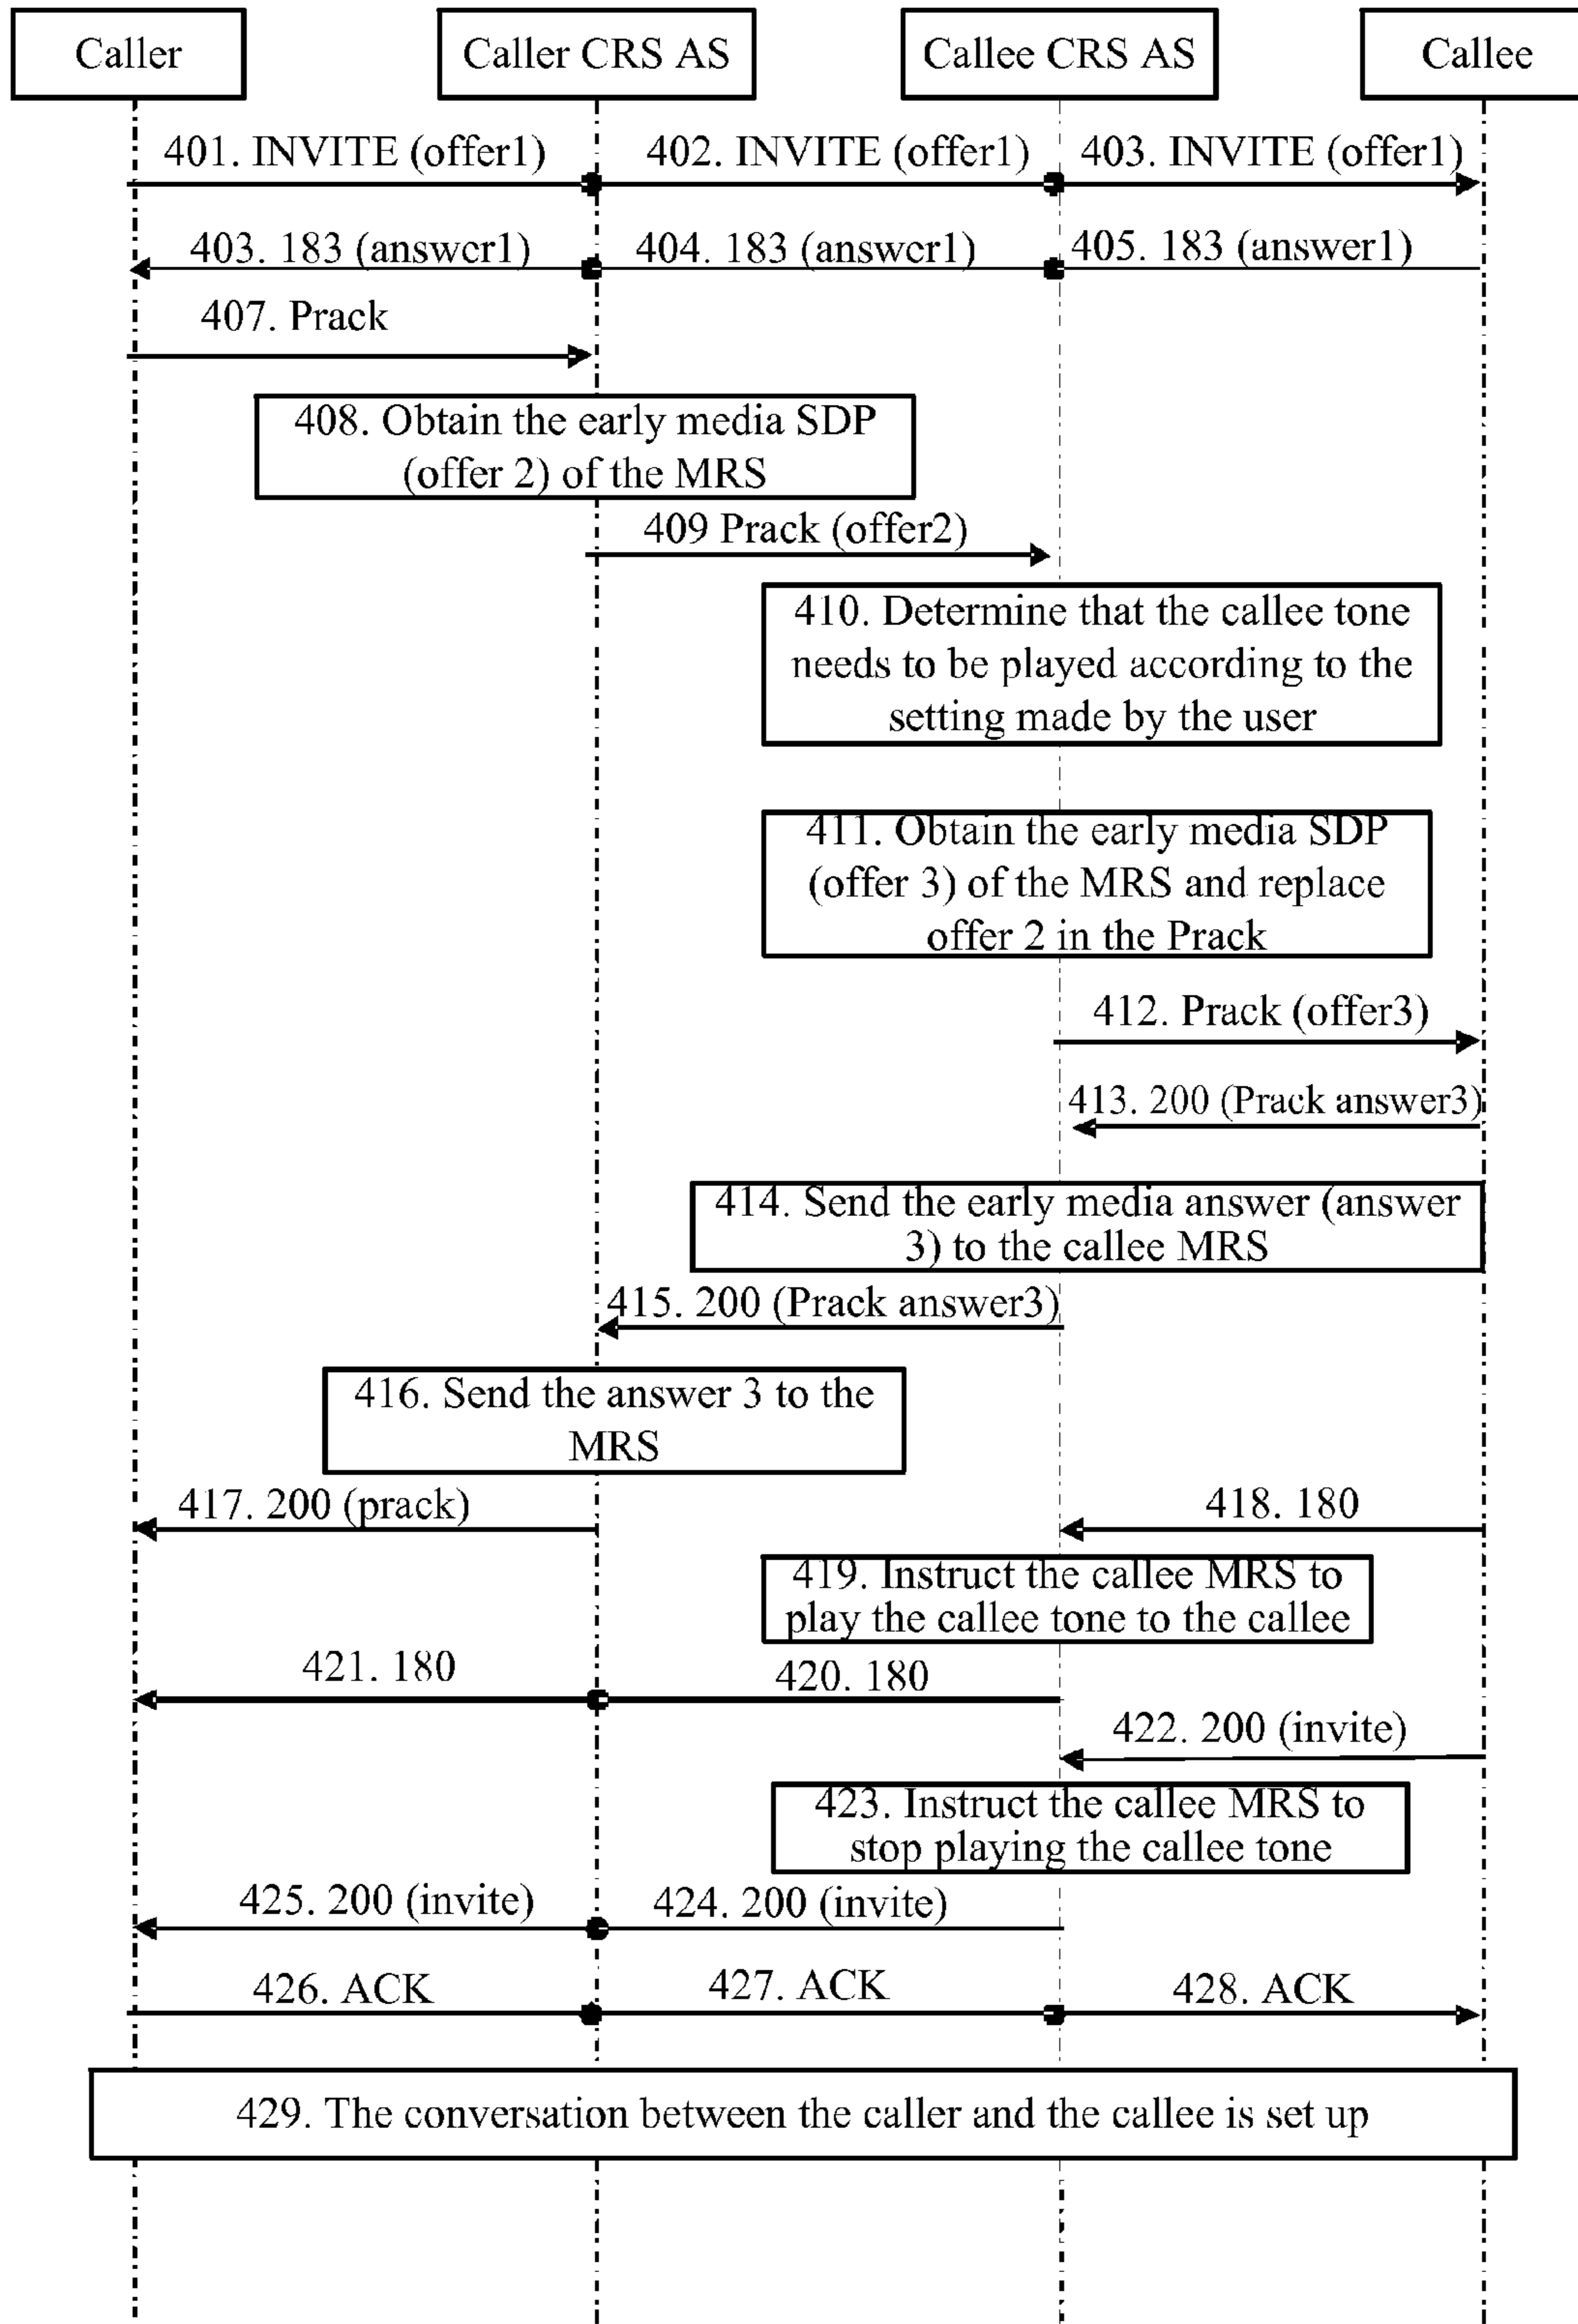 Caller
Caller CRS AS
Callee CRS AS
Callee
401. INVITE (offer1)
402. INVITE (offer1)
403. INVITE (offer1)
403. 183 (answer1)
404. 183 (answer1)
405. 183 (answer1)
407. Prack
408. Obtain the early media SDP
(offer 2) of the MRS
409 Prack (offer2)
410. Determine that the callee tone
needs to be played according to the
setting made by the user
411. Obtain the early media SDP
(offer 3) of the MRS and replace
offer 2 in the Prack
412. Prack (offer3)
413. 200 (Prack answer3)
414. Send the early media answer (answer
3) to the callee MRS
415. 200 (Prack answer3)
416. Send the answer 3 to the
MRS
417. 200 (prack)
418. 180
419. Instruct the callee MRS to
play the callee tone to the callee
421. 180
420. 180
422. 200 (invite)
423. Instruct the callee MRS to
stop playing the callee tone
425. 200 (invite)
424. 200 (invite)
426. ACK
427. ACK
428. ACK
429. The conversation between the caller and the callee is set up